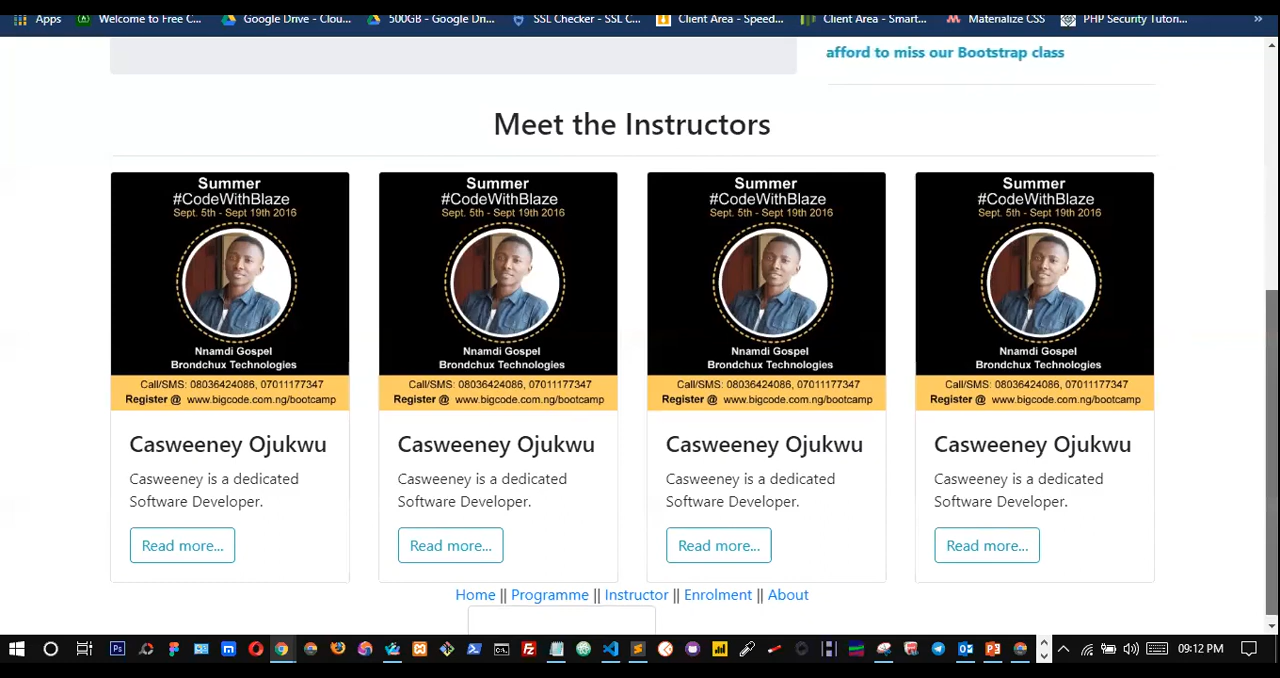 Apps Welcome to Free C... Google Drive - Clou... 500GB - Google Dri... SSL Checker - SSL C... Client Area - Speed... Client Area - Smart... Materialize CSS PHP Security Tutori... »
afford to miss our Bootstrap class
Meet the Instructors
Summer Summer Summer Summer
#CodeWithBlaze #CodeWithBlaze #CodeWithBlaze #CodeWithBlaze
Sept. 5th - Sept 19th 2016 Sept. 5th - Sept 19th 2016 Sept. 5th - Sept 19th 2016 Sept. 5th - Sept 19th 2016
Nnamdi Gospel Nnamdi Gospel Nnamdi Gospel Nnamdi Gospel
Brondchux Technologies Brondchux Technologies Brondchux Technologies Brondchux Technologies
Call/SMS: 08036424086, 07011177347 Call/SMS: 08036424086, 07011177347 Call/SMS: 08036424086, 07011177347 Call/SMS: 08036424086, 07011177347
Register @ www.bigcode.com.ng/bootcamp Register @ www.bigcode.com.ng/bootcamp Register @ www.bigcode.com.ng/bootcamp Register @ www.bigcode.com.ng/bootcamp
Casweeney Ojukwu Casweeney Ojukwu Casweeney Ojukwu Casweeney Ojukwu
Casweeney is a dedicated Casweeney is a dedicated Casweeney is a dedicated Casweeney is a dedicated
Software Developer. Software Developer. Software Developer. Software Developer.
Read more... Read more... Read more... Read more...
Home || Programme || Instructor || Enrolment || About
09:12 PM